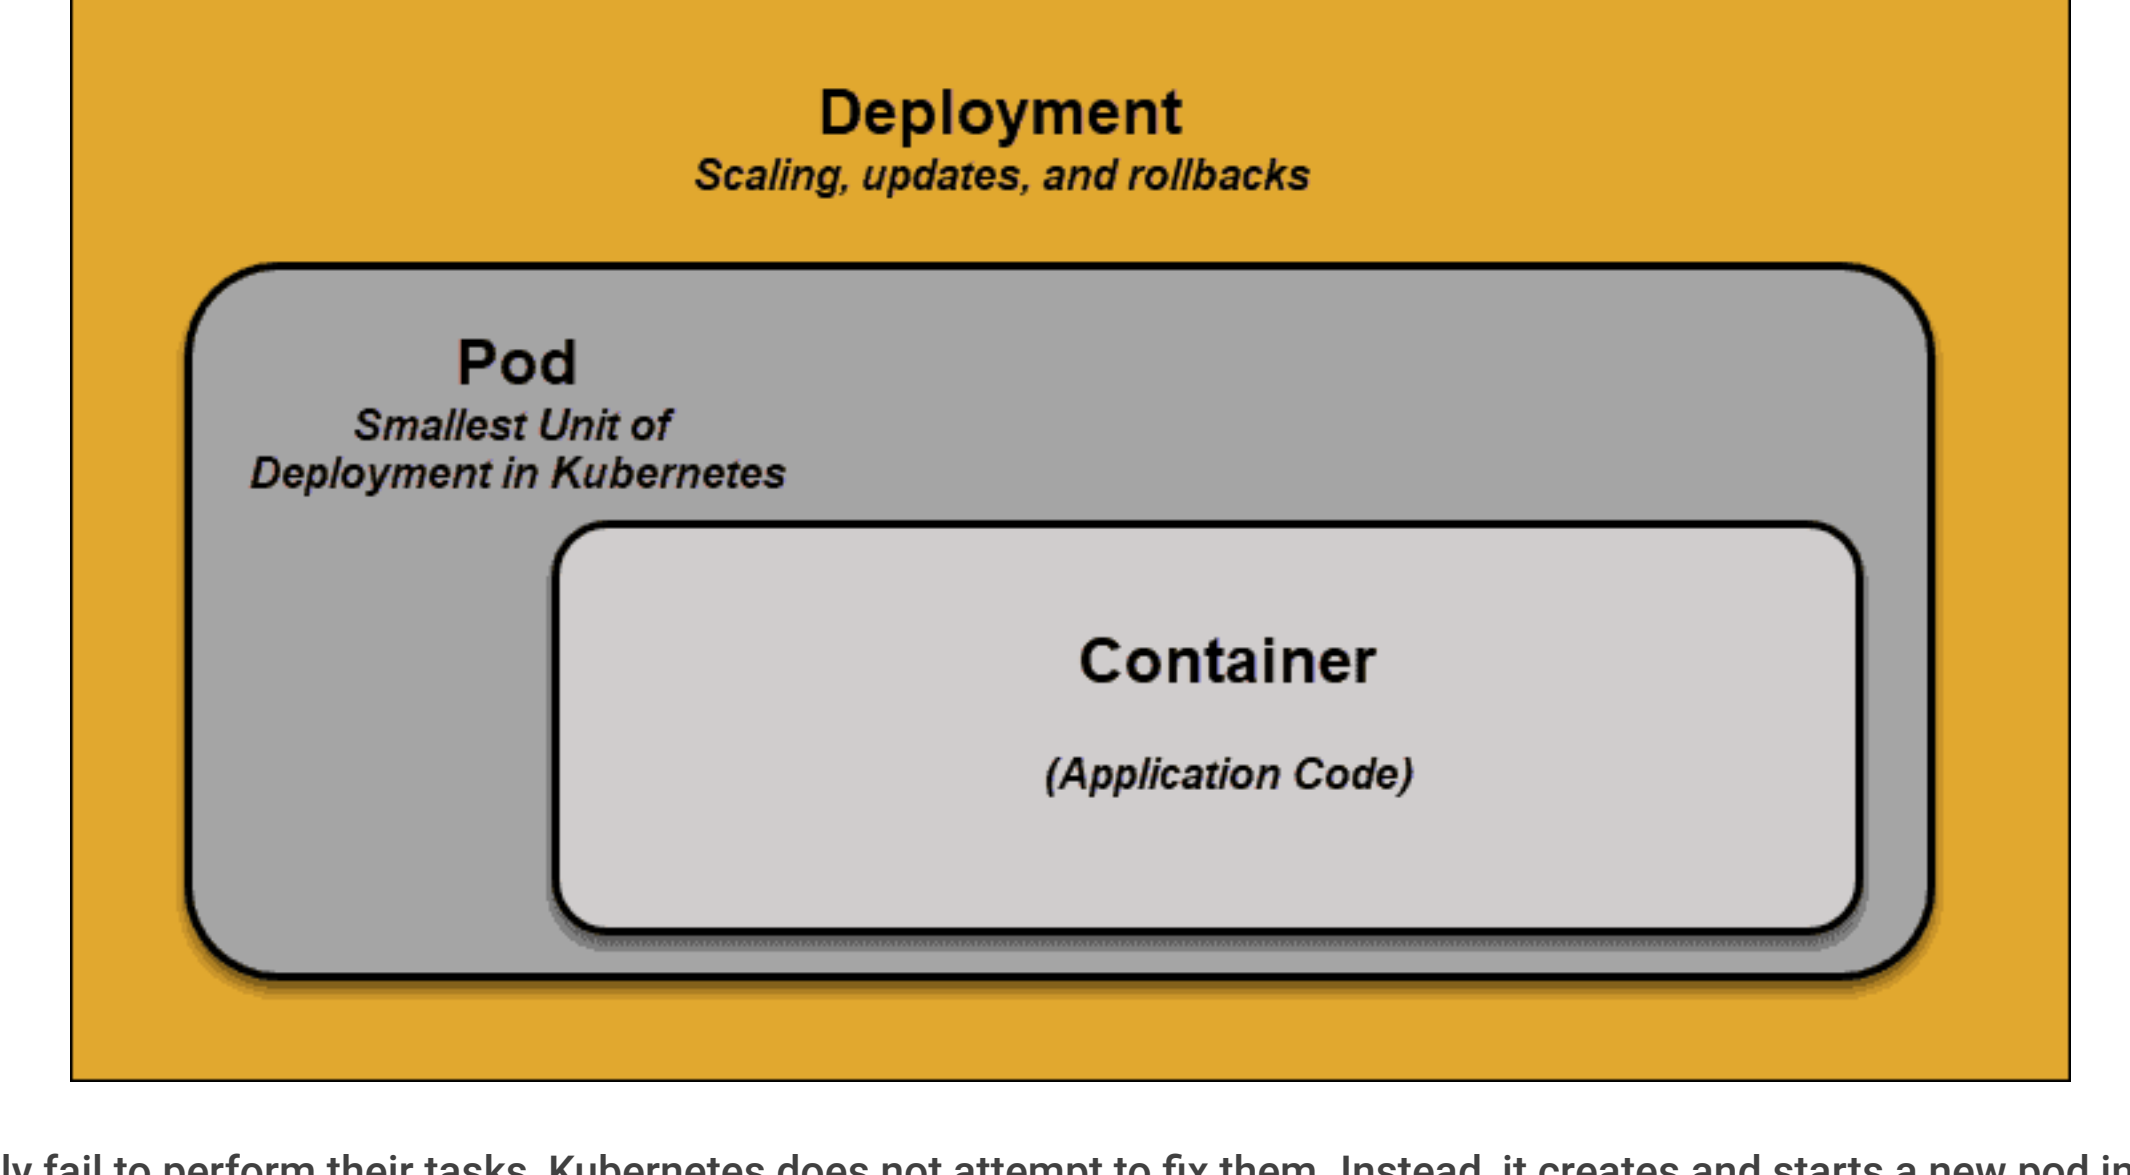 Deployment
Scaling, updates, and rollbacks
Pod
Smallest Unit of
Deployment in Kubernetes
Container
(Application Code)
ly fail to perform their tasks. Kubernetes does not attempt to fix them. Instead, it creates and starts a new pod in